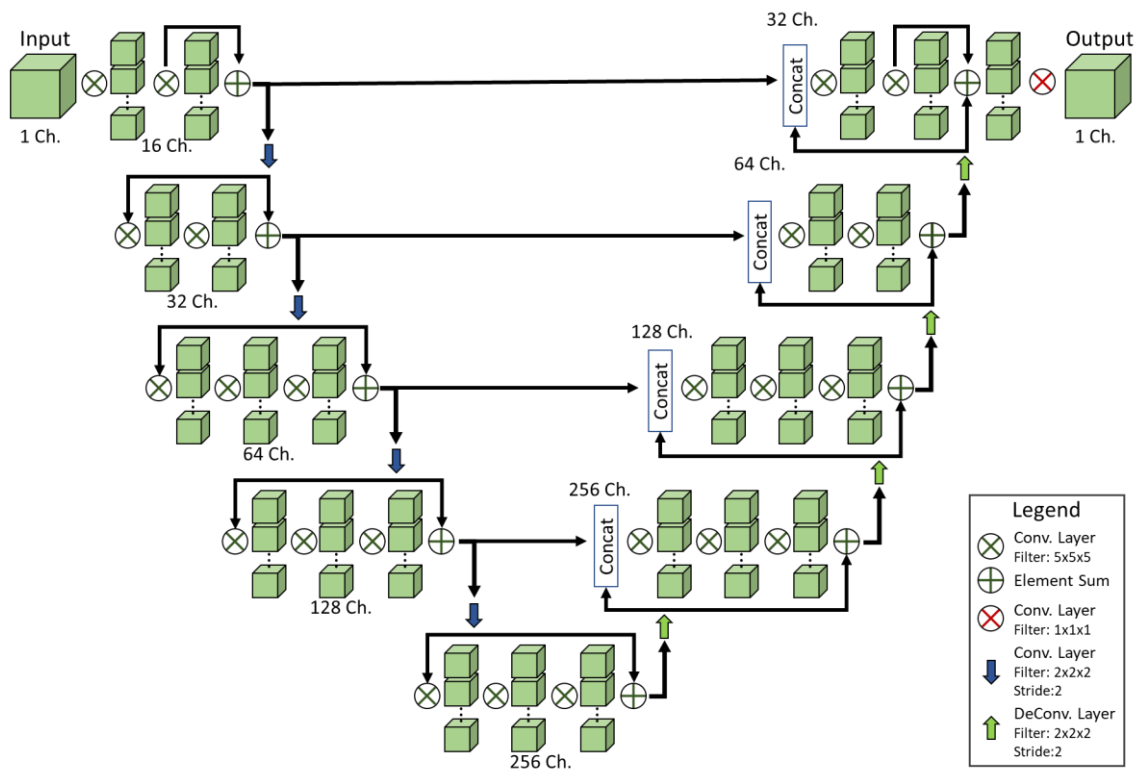 Input
1 Ch.
16 Ch.
32 Ch.
Concat
Output
1 Ch.
64 Ch.
Concat
32 Ch.
128 Ch.
Concat
64 Ch.
256 Ch.
Concat
128 Ch.
256 Ch.
Legend
Conv. Layer
Filter: 5x5x5
Element Sum
Conv. Layer
Filter: 1x1x1
Conv. Layer
Filter: 2x2x2
Stride:2
DeConv. Layer
Filter: 2x2x2
Stride:2